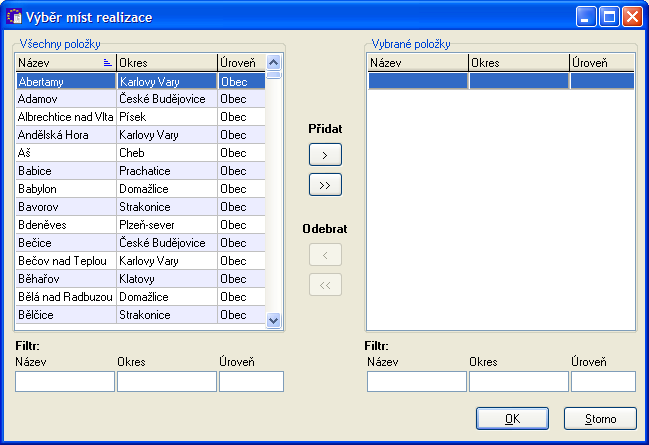 Výběr míst realizace
Všechny položky
Název Okres Úroveň
Abertamy Karlovy Vary Obec
Adamov České Budějovice Obec
Albrechtice nad Vlta Písek Obec
Andělská Hora Karlovy Vary Obec
Aš Cheb Obec
Babice Prachatice Obec
Babylon Domažlice Obec
Bavorov Strakonice Obec
Bdeněves Plzeň-sever Obec
Bečice České Budějovice Obec
Bečov nad Teplou Karlovy Vary Obec
Běhařov Klatovy Obec
Bělá nad Radbuzou Domažlice Obec
Bělčice Strakonice Obec
Filtr:
Název Okres Úroveň
Přidat
>
>>
Odebrat
<
<<
Vybrané položky
Název Okres Úroveň
Filtr:
Název Okres Úroveň
OK Storno